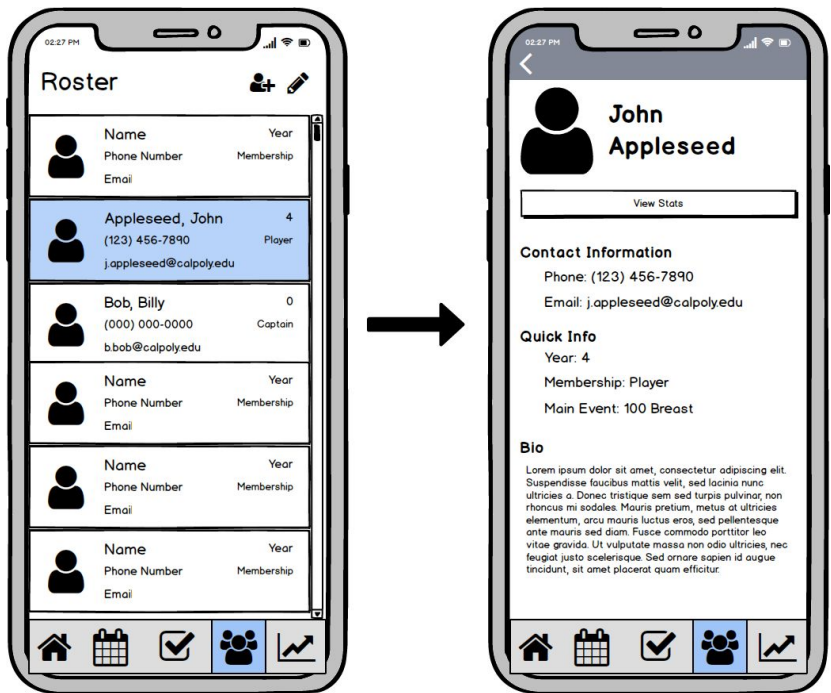 02:27 PM
Roster
Name Year
Phone Number Membership
Email
Appleseed, John 4
(123) 456-7890 Player
j.appleseed@calpoly.edu
Bob, Billy 0
(000) 000-0000 Captain
b.bob@calpoly.edu
Name Year
Phone Number Membership
Email
Name Year
Phone Number Membership
Email
Name Year
Phone Number Membership
Email
02:27 PM
John
Appleseed
View Stats
Contact Information
Phone: (123) 456-7890
Email: j.appleseed@calpoly.edu
Quick Info
Year: 4
Membership: Player
Main Event: 100 Breast
Bio
Lorem ipsum dolor sit amet, consectetur adipiscing elit.
Suspendisse faucibus mattis velit, sed lacinia nunc
ultricies a. Donec tristique sem sed turpis pulvinar, non
rhoncus mi sodales. Mauris pretium, metus at ultricies
elementum, arcu mauris luctus eros, sed pellentesque
ante mauris sed diam. Fusce commodo porttitor leo
vitae gravida. Ut vulputate massa non odio ultricies, nec
feugiat justo scelerisque. Sed ornare sapien id augue
tincidunt, sit amet placerat quam efficitur.